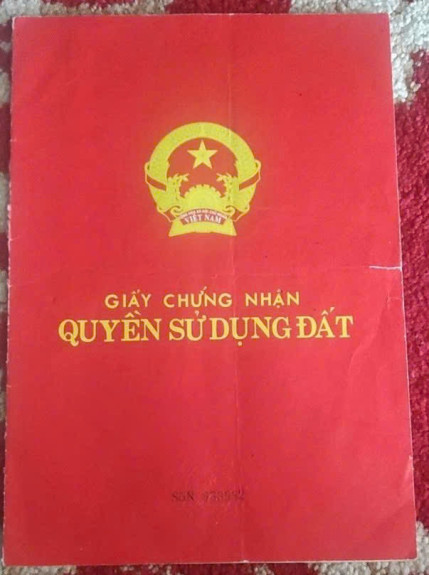 VIỆT NAM
GIẤY CHỨNG NHẬN
QUYỀN SỬ DỤNG ĐẤT